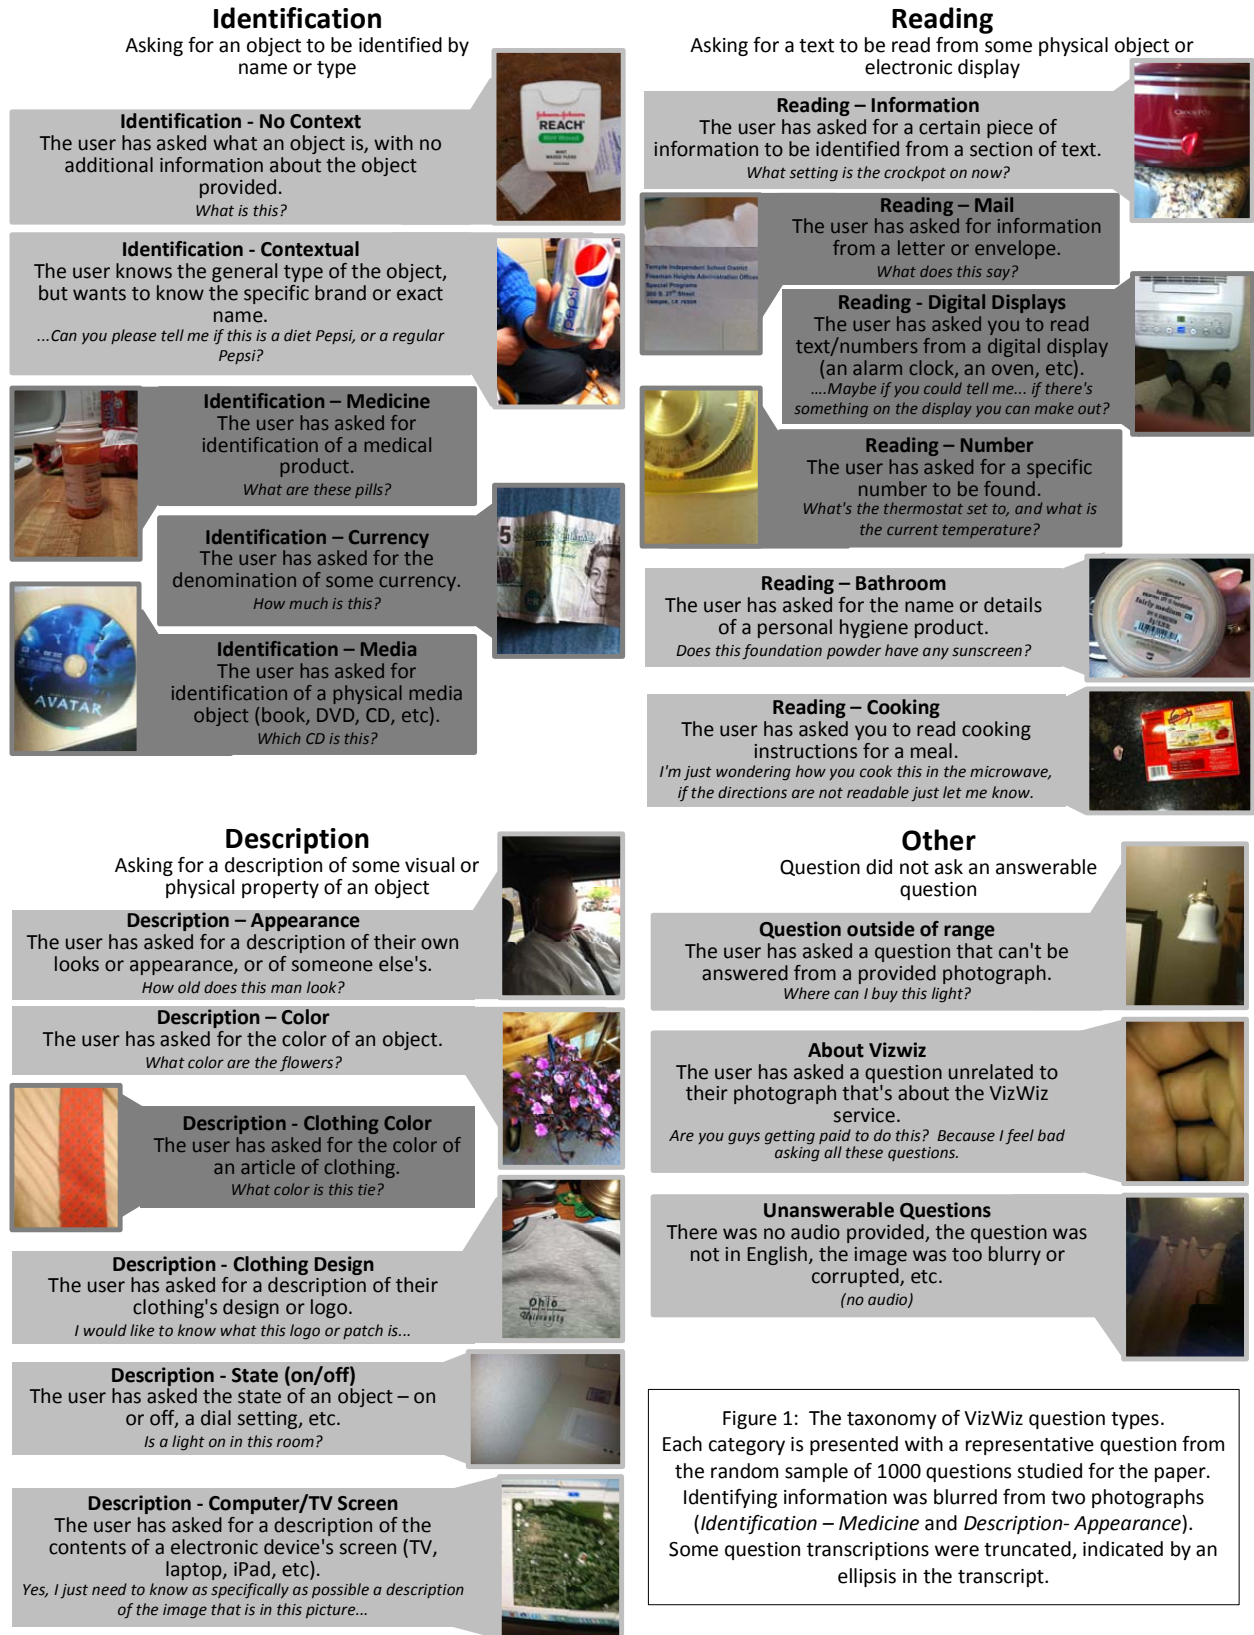 Identification
Asking for an object to be identified by
name or type
Identification - No Context
The user has asked what an object is, with no
additional information about the object
provided.
What is this?
Johnson & Johnson
REACH
Mint Waxed
MINT
WAXED FLOSS
Identification - Contextual
The user knows the general type of the object,
but wants to know the specific brand or exact
name.
...Can you please tell me if this is a diet Pepsi, or a regular
Pepsi?
pepsi
Identification – Medicine
The user has asked for
identification of a medical
product.
What are these pills?
Identification – Currency
The user has asked for the
denomination of some currency.
How much is this?
5
Identification – Media
The user has asked for
identification of a physical media
object (book, DVD, CD, etc).
Which CD is this?
AVATAR
Reading
Asking for a text to be read from some physical object or
electronic display
Reading – Information
The user has asked for a certain piece of
information to be identified from a section of text.
What setting is the crockpot on now?
CROCK-POT
Reading – Mail
The user has asked for information
from a letter or envelope.
What does this say?
Temple Independent School District
Freeman Heights Administration Offices
Special Programs
300 S. 27th Street
Reading - Digital Displays
The user has asked you to read
text/numbers from a digital display
(an alarm clock, an oven, etc).
....Maybe if you could tell me... if there's
something on the display you can make out?
Reading – Number
The user has asked for a specific
number to be found.
What's the thermostat set to, and what is
the current temperature?
Reading – Bathroom
The user has asked for the name or details
of a personal hygiene product.
Does this foundation powder have any sunscreen?
fairly medium
Reading – Cooking
The user has asked you to read cooking
instructions for a meal.
I'm just wondering how you cook this in the microwave,
if the directions are not readable just let me know.
Description
Asking for a description of some visual or
physical property of an object
Description – Appearance
The user has asked for a description of their own
looks or appearance, or of someone else's.
How old does this man look?
Description – Color
The user has asked for the color of an object.
What color are the flowers?
Description - Clothing Color
The user has asked for the color of
an article of clothing.
What color is this tie?
Description - Clothing Design
The user has asked for a description of their
clothing's design or logo.
I would like to know what this logo or patch is...
Ohio
University
Description - State (on/off)
The user has asked the state of an object – on
or off, a dial setting, etc.
Is a light on in this room?
Description - Computer/TV Screen
The user has asked for a description of the
contents of a electronic device's screen (TV,
laptop, iPad, etc).
Yes, I just need to know as specifically as possible a description
of the image that is in this picture...
Other
Question did not ask an answerable
question
Question outside of range
The user has asked a question that can't be
answered from a provided photograph.
Where can I buy this light?
About Vizwiz
The user has asked a question unrelated to
their photograph that's about the VizWiz
service.
Are you guys getting paid to do this? Because I feel bad
asking all these questions.
Unanswerable Questions
There was no audio provided, the question was
not in English, the image was too blurry or
corrupted, etc.
(no audio)
Figure 1: The taxonomy of VizWiz question types.
Each category is presented with a representative question from
the random sample of 1000 questions studied for the paper.
Identifying information was blurred from two photographs
(Identification – Medicine and Description- Appearance).
Some question transcriptions were truncated, indicated by an
ellipsis in the transcript.